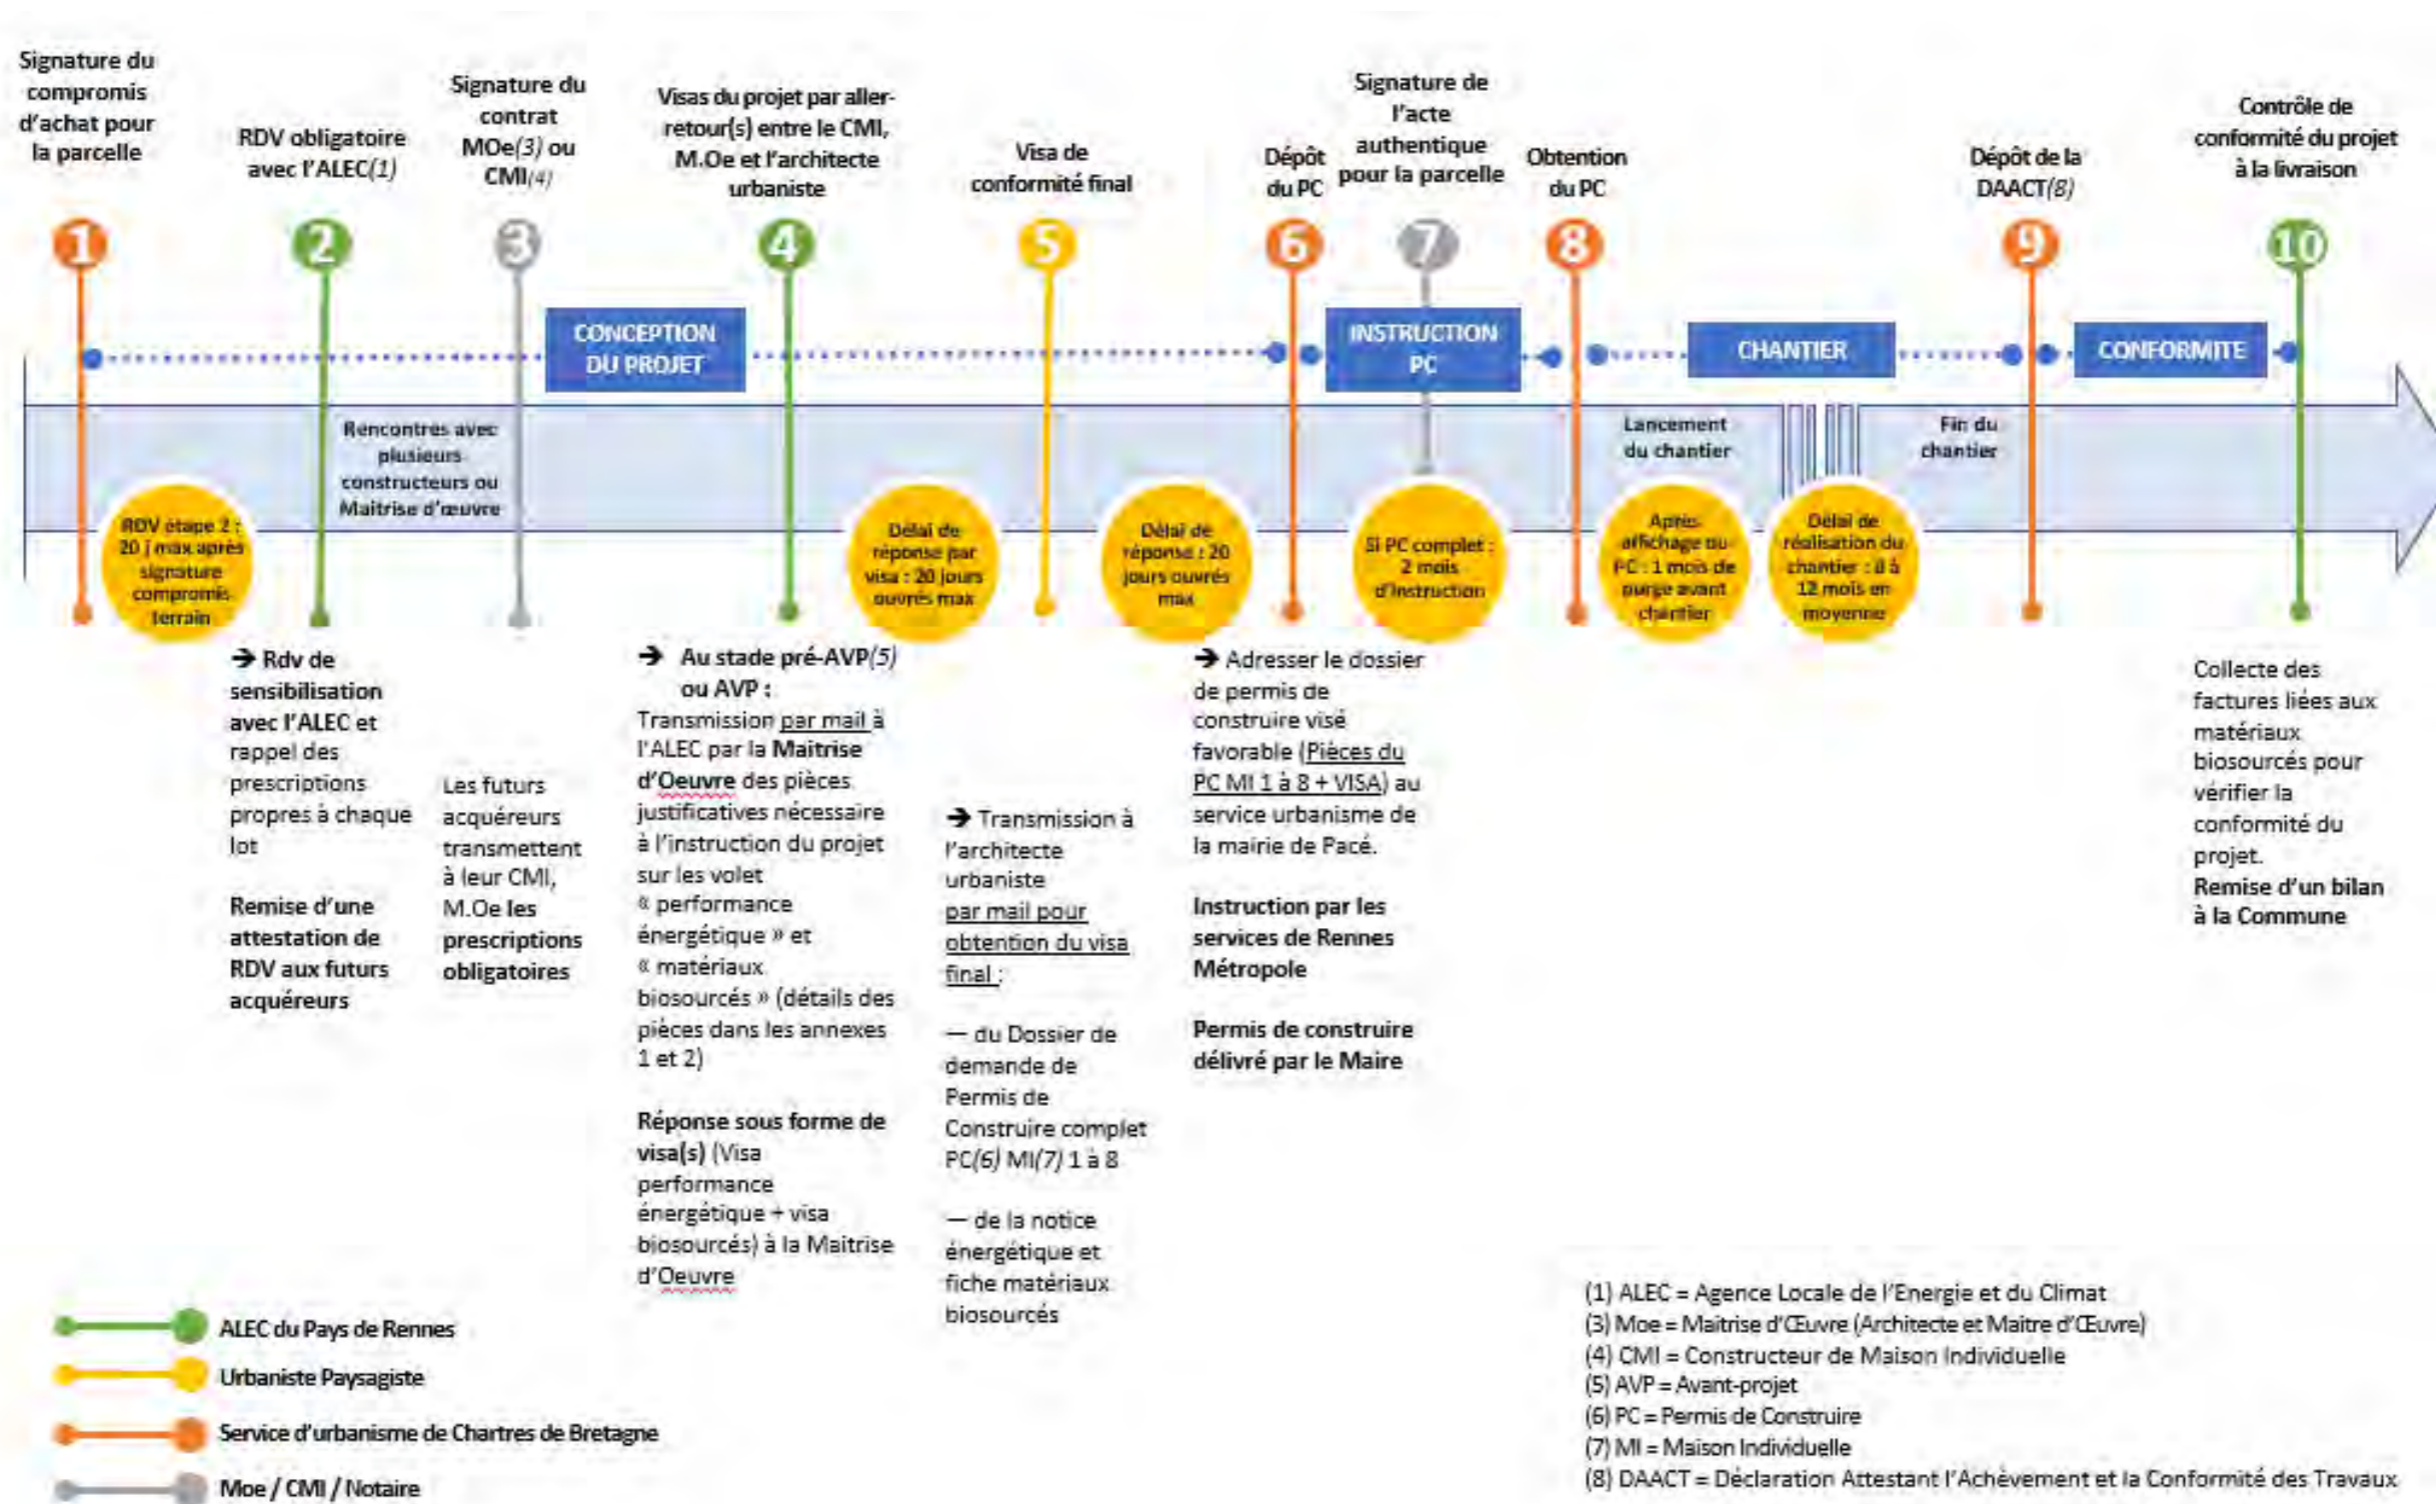 Signature du
compromis
d'achat pour
la parcelle
RDV obligatoire
avec l'ALEC(1)
Signature du
contrat
MOe(3) ou
CMI(4)
Visas du projet par aller-
retour(s) entre le CMI,
M.Oe et l'architecte
urbaniste
Visa de
conformité final
Dépôt
du PC
Signature de
l'acte
authentique
pour la parcelle
Obtention
du PC
Dépôt de la
DAACT(8)
Contrôle de
conformité du projet
à la livraison
1
2
3
4
5
6
7
8
9
10
CONCEPTION
DU PROJET
INSTRUCTION
PC
CHANTIER
CONFORMITE
Rencontres avec
plusieurs
constructeurs ou
Maitrise d'œuvre
Lancement
du chantier
Fin du
chantier
RDV étape 2 :
20 j max après
signature
compromis
terrain
Délai de
réponse par
visa : 20 jours
ouvrés max
Délai de
réponse : 20
jours ouvrés
max
Si PC complet :
2 mois
d'instruction
Après
affichage du
PC : 1 mois de
purge avant
chantier
Délai de
réalisation du
chantier : 8 à
12 mois en
moyenne
➔ Rdv de
sensibilisation
avec l'ALEC et
rappel des
prescriptions
propres à chaque
lot
Remise d'une
attestation de
RDV aux futurs
acquéreurs
Les futurs
acquéreurs
transmettent
à leur CMI,
M.Oe les
prescriptions
obligatoires
➔ Au stade pré-AVP(5)
ou AVP :
Transmission par mail à
l'ALEC par la Maitrise
d'Oeuvre des pièces
justificatives nécessaire
à l'instruction du projet
sur les volet
« performance
énergétique » et
« matériaux
biosourcés » (détails des
pièces dans les annexes
1 et 2)
Réponse sous forme de
visa(s) (Visa
performance
énergétique + visa
biosourcés) à la Maitrise
d'Oeuvre
➔ Transmission à
l'architecte
urbaniste
par mail pour
obtention du visa
final :
— du Dossier de
demande de
Permis de
Construire complet
PC(6) MI(7) 1 à 8
— de la notice
énergétique et
fiche matériaux
biosourcés
➔ Adresser le dossier
de permis de
construire visé
favorable (Pièces du
PC MI 1 à 8 + VISA) au
service urbanisme de
la mairie de Pacé.
Instruction par les
services de Rennes
Métropole
Permis de construire
délivré par le Maire
Collecte des
factures liées aux
matériaux
biosourcés pour
vérifier la
conformité du
projet.
Remise d'un bilan
à la Commune
ALEC du Pays de Rennes
Urbaniste Paysagiste
Service d'urbanisme de Chartres de Bretagne
Moe / CMI / Notaire
(1) ALEC = Agence Locale de l'Energie et du Climat
(3) Moe = Maitrise d'Œuvre (Architecte et Maitre d'Œuvre)
(4) CMI = Constructeur de Maison Individuelle
(5) AVP = Avant-projet
(6) PC = Permis de Construire
(7) MI = Maison Individuelle
(8) DAACT = Déclaration Attestant l'Achèvement et la Conformité des Travaux